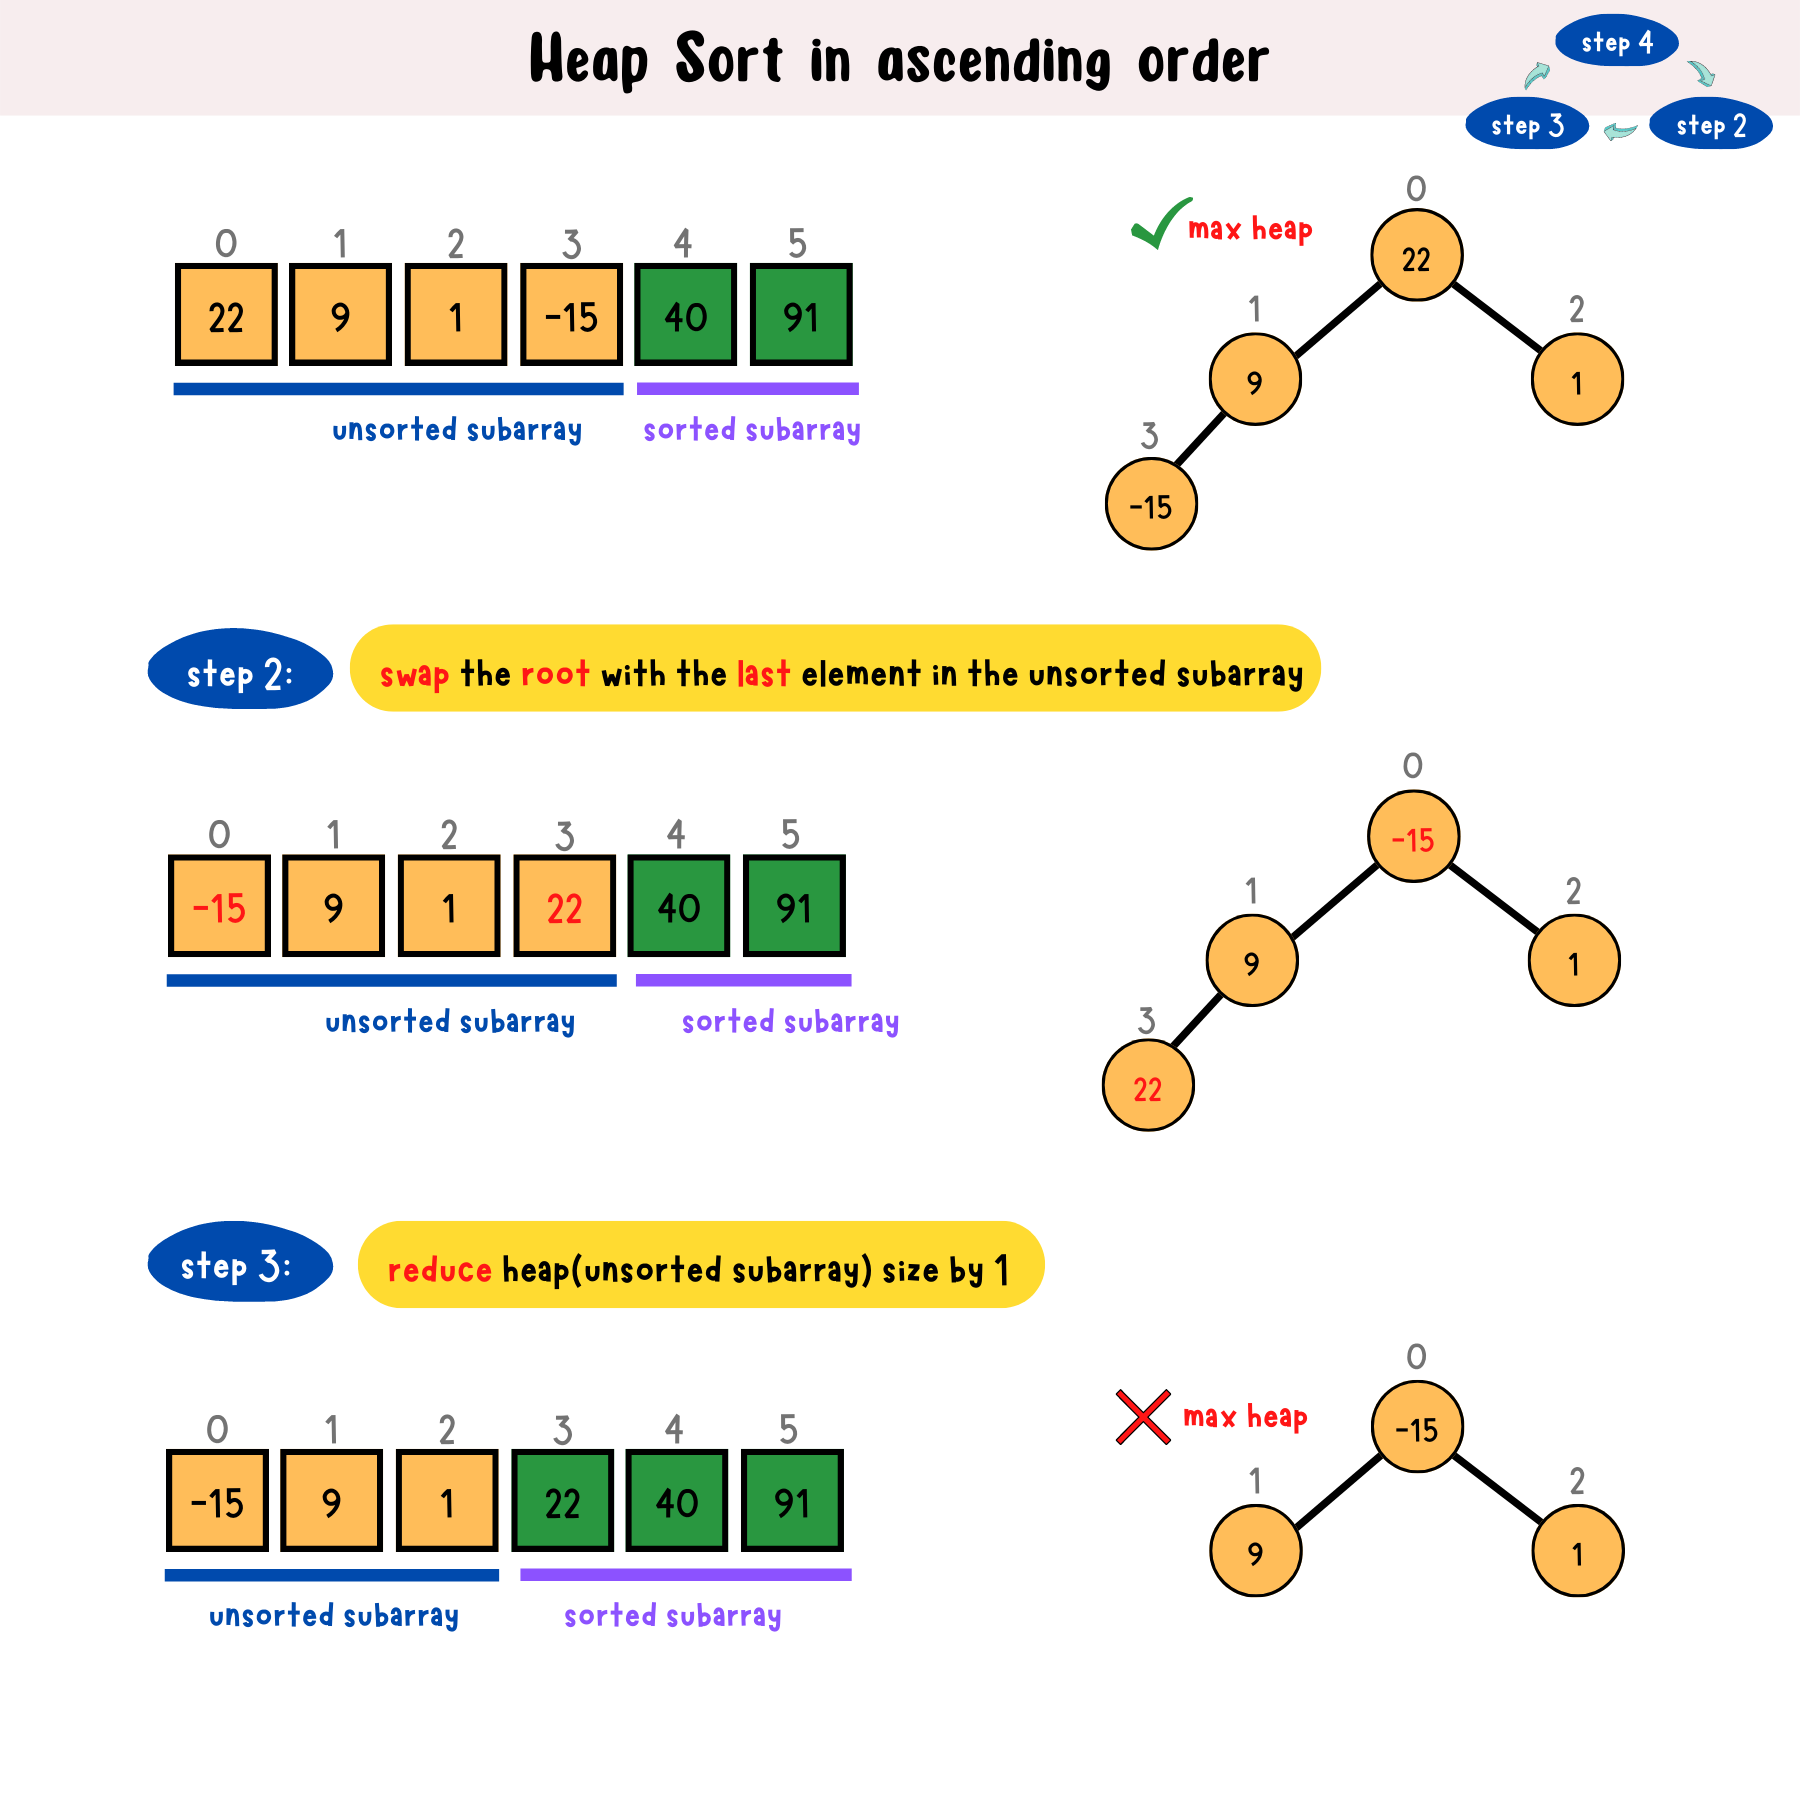 Heap Sort in ascending order
step 4
step 3
step 2
0 1 2 3 4 5
22 9 1 -15 40 91
unsorted subarray sorted subarray
max heap
0
22
1 2
9 1
3
-15
step 2:
swap the root with the last element in the unsorted subarray
0 1 2 3 4 5
-15 9 1 22 40 91
unsorted subarray sorted subarray
0
-15
1 2
9 1
3
22
step 3:
reduce heap(unsorted subarray) size by 1
0 1 2 3 4 5
-15 9 1 22 40 91
unsorted subarray sorted subarray
max heap
0
-15
1 2
9 1